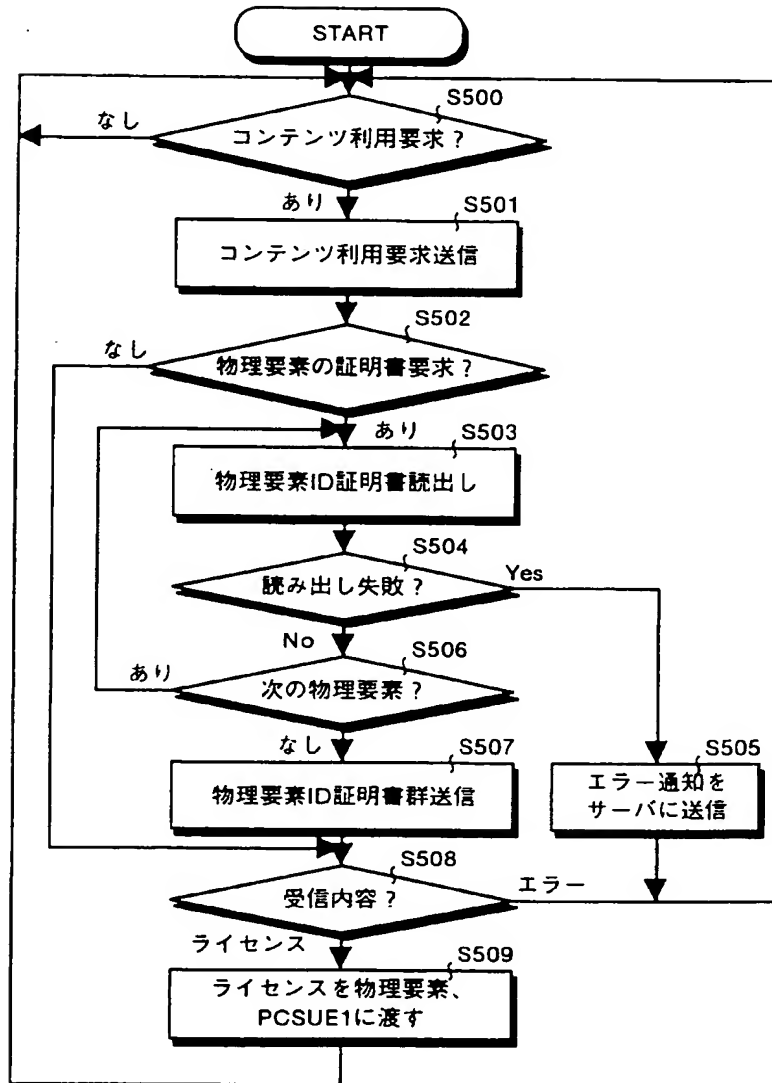 START
S500
なし
コンテンツ利用要求?
あり
S501
コンテンツ利用要求送信
S502
なし
物理要素の証明書要求?
あり
S503
物理要素ID証明書読出し
S504
読み出し失敗?
Yes
No
S506
あり
次の物理要素?
なし
S507
物理要素ID証明書群送信
S505
エラー通知を
サーバに送信
S508
受信内容?
エラー
ライセンス
S509
ライセンスを物理要素、
PCSUE1に渡す